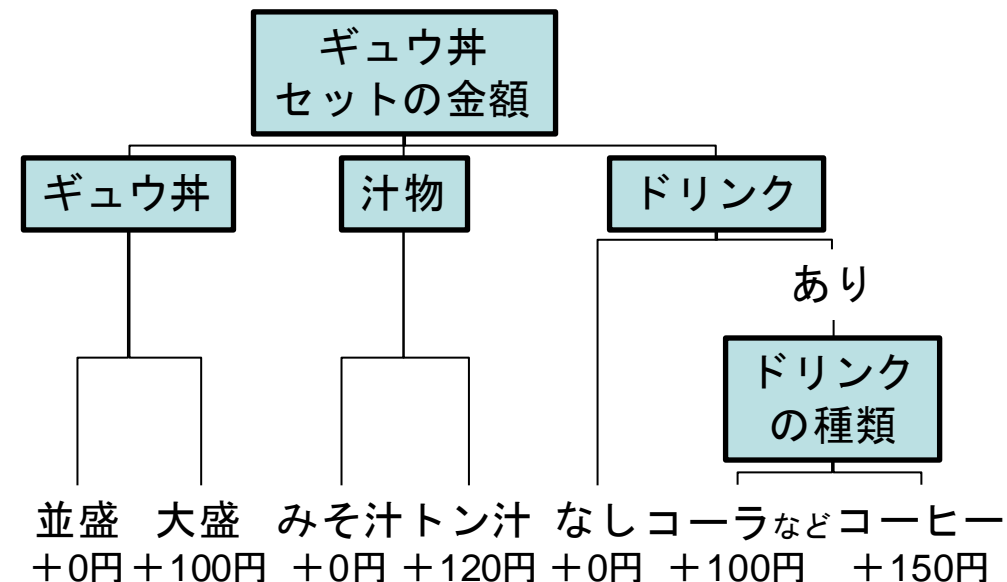 ギュウ丼
セットの金額
ギュウ丼 汁物 ドリンク
あり
ドリンク
の種類
並盛 大盛 みそ汁 トン汁 なし コーラなど コーヒー
+0円 +100円 +0円 +120円 +0円 +100円 +150円